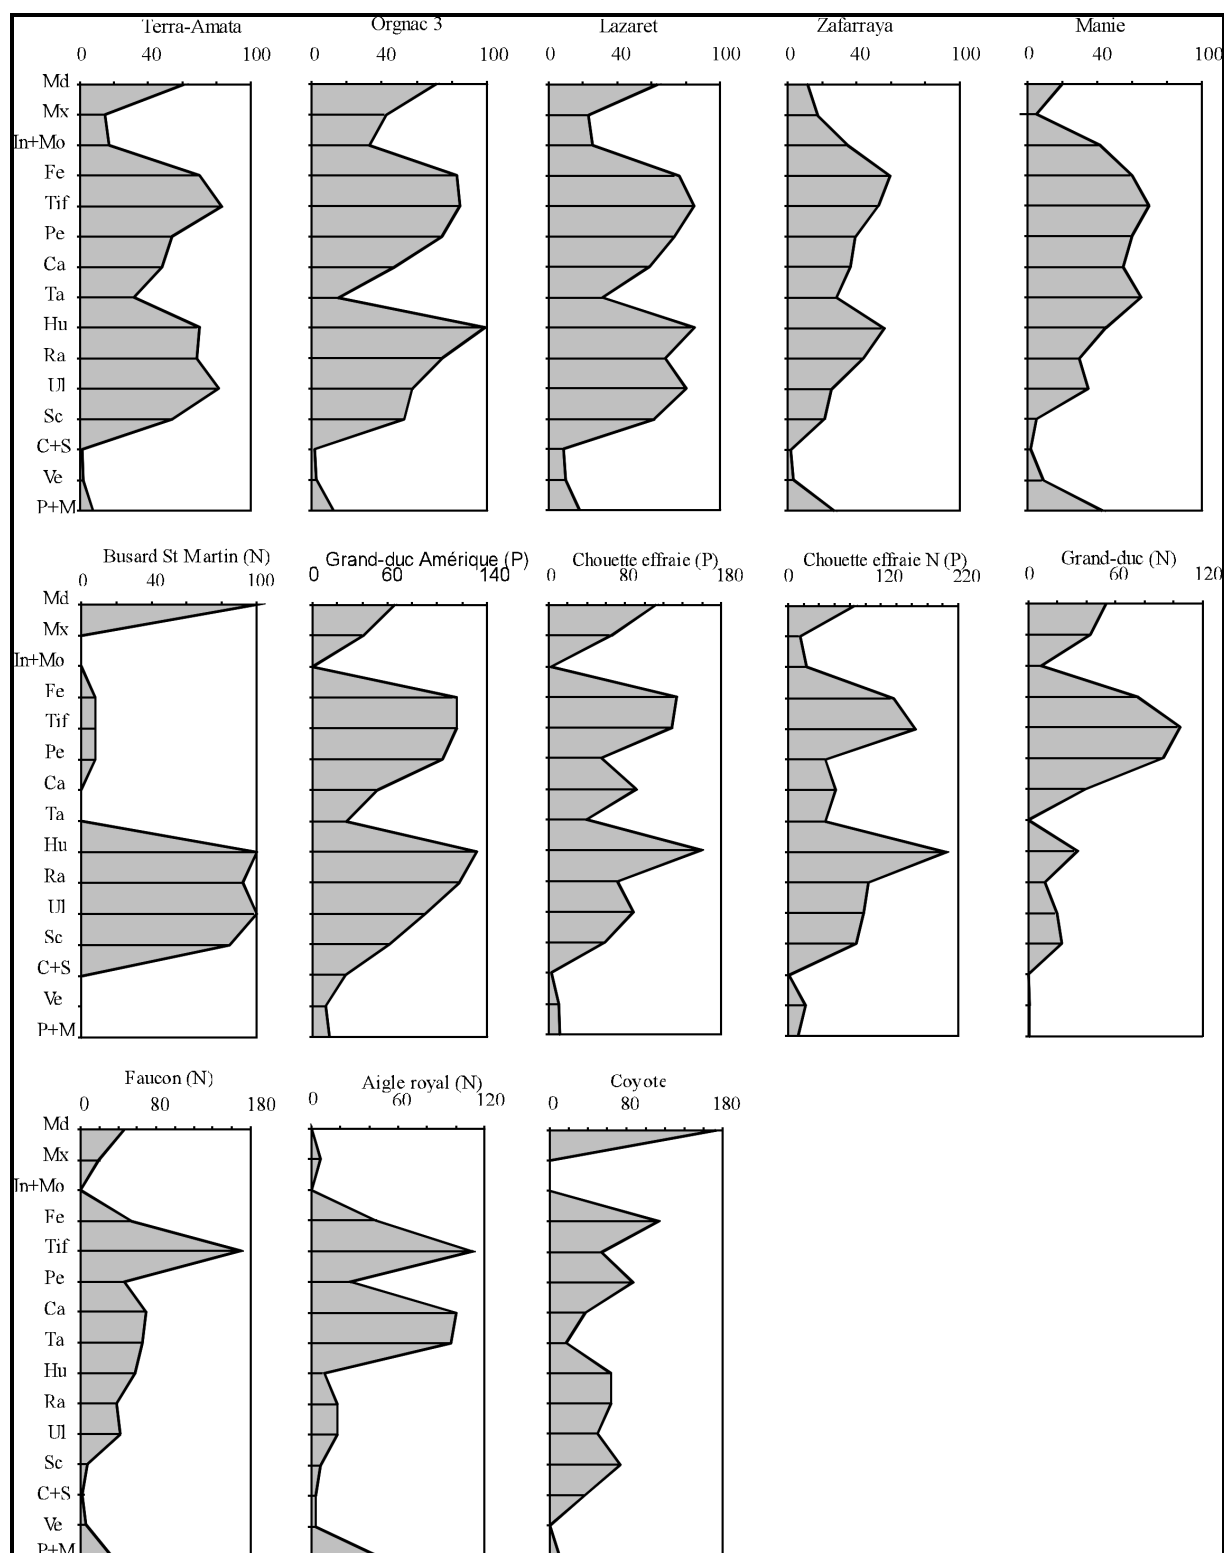 Terra-Amata Orgnac 3 Lazaret Zafarraya Manie
0 40 100 0 40 100 0 40 100 0 40 100 0 40 100
Md
Mx
In+Mo
Fe
Tif
Pe
Ca
Ta
Hu
Ra
Ul
Sc
C+S
Ve
P+M
Busard St Martin (N) Grand-duc Amérique (P) Chouette effraie (P) Chouette effraie N (P) Grand-duc (N)
0 40 100 0 60 140 0 80 180 0 120 220 0 60 120
Md
Mx
In+Mo
Fe
Tif
Pe
Ca
Ta
Hu
Ra
Ul
Sc
C+S
Ve
P+M
Faucon (N) Aigle royal (N) Coyote
0 80 180 0 60 120 0 80 180
Md
Mx
In+Mo
Fe
Tif
Pe
Ca
Ta
Hu
Ra
Ul
Sc
C+S
Ve
P+M